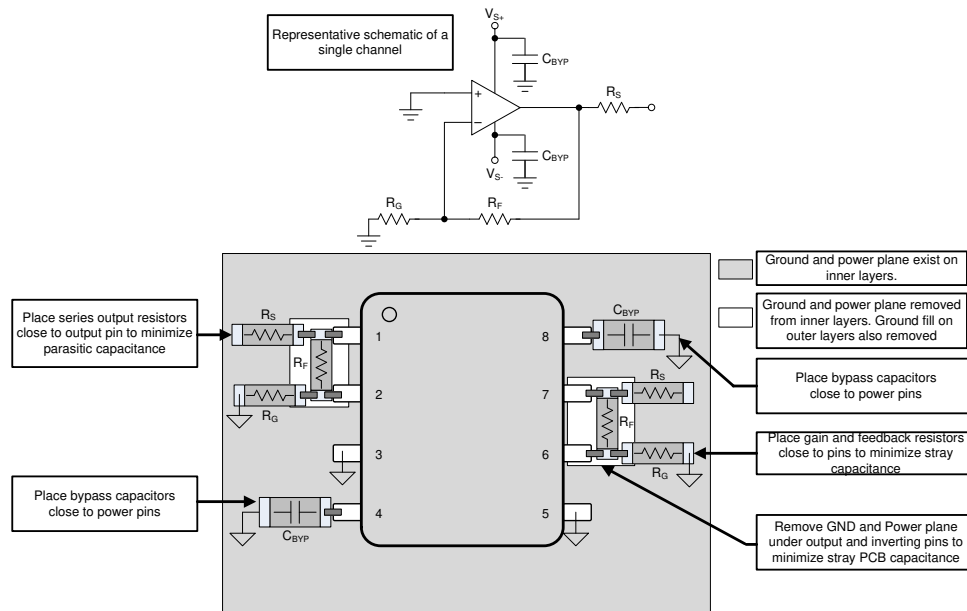 Representative schematic of a
single channel
VS+
CBYP
RS
CBYP
VS-
RG
RF
Ground and power plane exist on
inner layers.
Ground and power plane removed
from inner layers. Ground fill on
outer layers also removed
Place series output resistors
close to output pin to minimize
parasitic capacitance
RS
RF
RG
1
2
3
4
8
7
6
5
CBYP
RS
RF
RG
CBYP
Place bypass capacitors
close to power pins
Place gain and feedback resistors
close to pins to minimize stray
capacitance
Place bypass capacitors
close to power pins
Remove GND and Power plane
under output and inverting pins to
minimize stray PCB capacitance